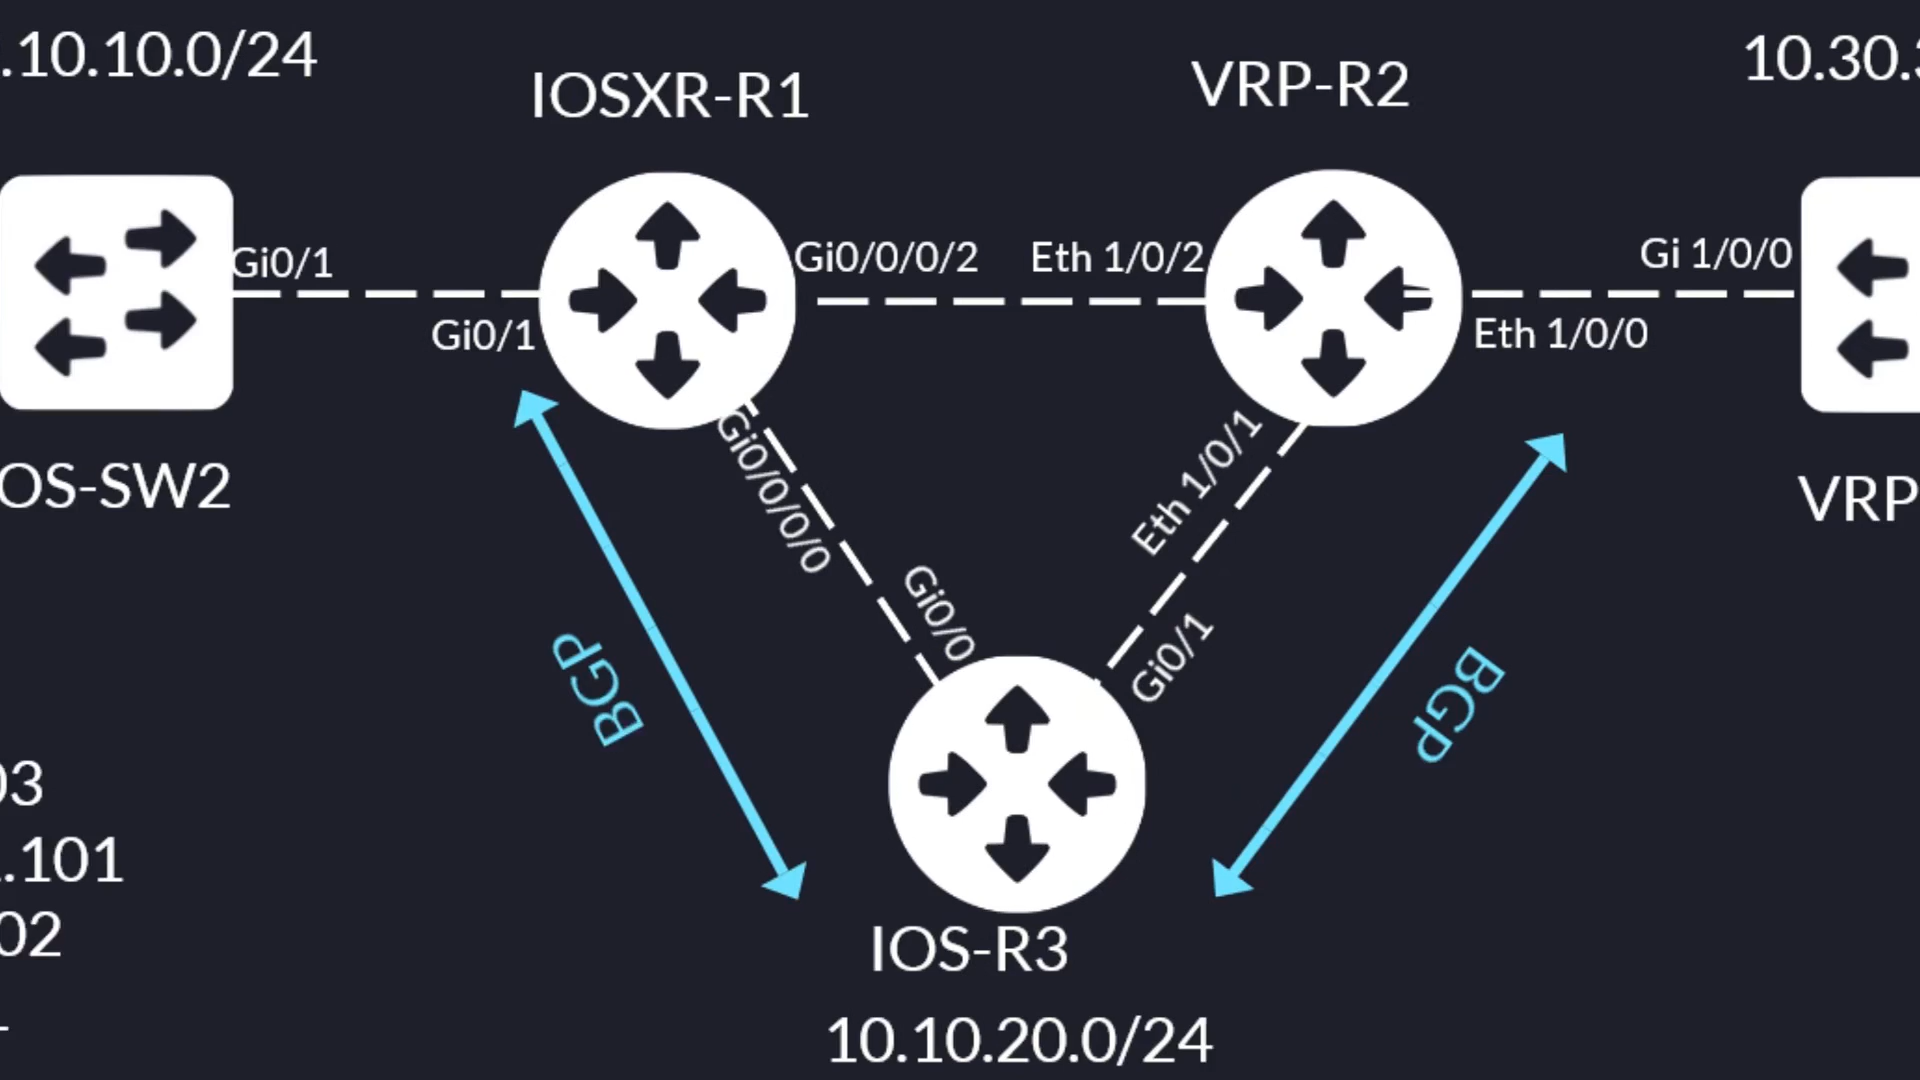 .10.10.0/24
IOSXR-R1
VRP-R2
10.30.
Gi0/1
Gi0/1
Gi0/0/0/2
Eth 1/0/2
Gi 1/0/0
Eth 1/0/0
OS-SW2
VRP
Gi0/0/0/0
Gi0/0
Eth 1/0/1
Gi0/1
BGP
BGP
03
.101
02
IOS-R3
10.10.20.0/24